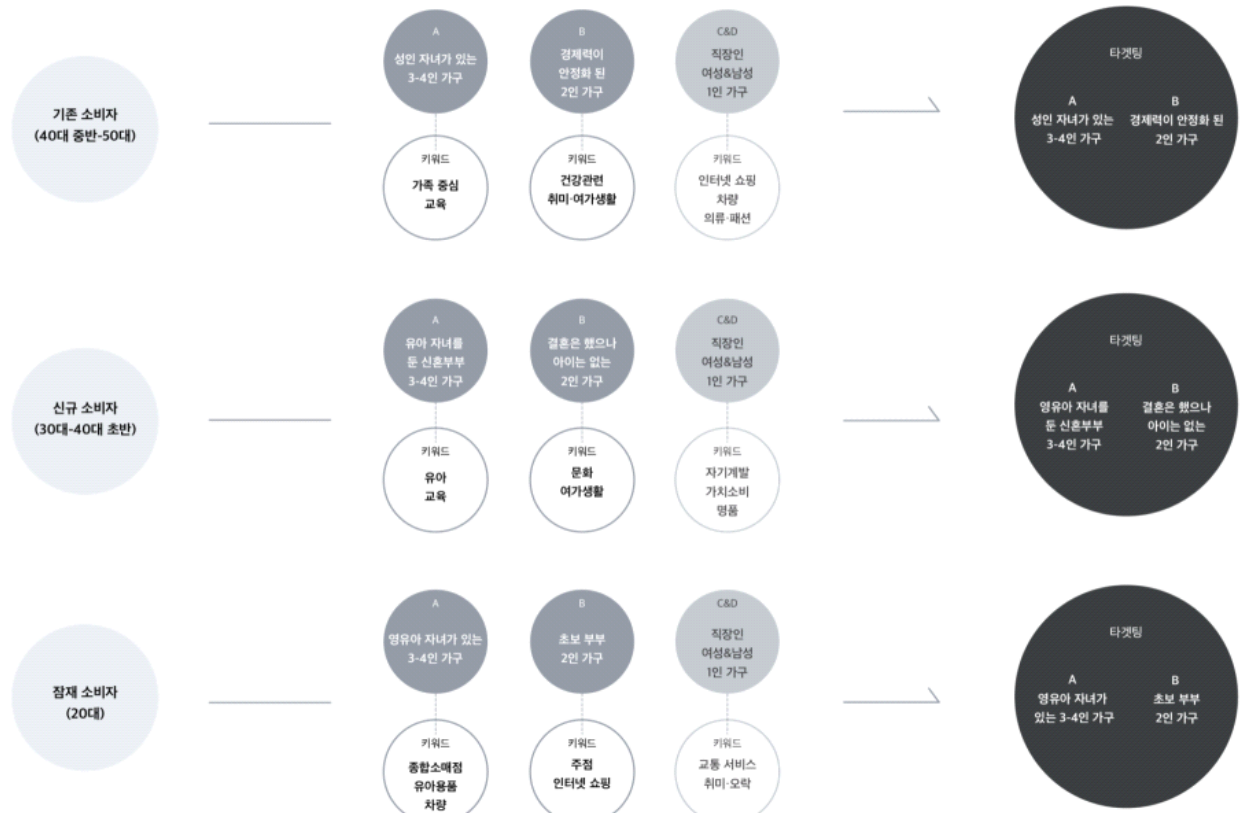 기존 소비자
(40대 중반-50대)
A
성인 자녀가 있는
3-4인 가구
키워드
가족 중심
교육
B
경제력이
안정화 된
2인 가구
키워드
건강관련
취미·여가생활
C&D
직장인
여성&남성
1인 가구
키워드
인터넷 쇼핑
차량
의류·패션
타겟팅
A
성인 자녀가 있는
3-4인 가구
B
경제력이 안정화 된
2인 가구
신규 소비자
(30대-40대 초반)
A
유아 자녀를
둔 신혼부부
3-4인 가구
키워드
유아
교육
B
결혼은 했으나
아이는 없는
2인 가구
키워드
문화
여가생활
C&D
직장인
여성&남성
1인 가구
키워드
자기계발
가치소비
명품
타겟팅
A
영유아 자녀를
둔 신혼부부
3-4인 가구
B
결혼은 했으나
아이는 없는
2인 가구
잠재 소비자
(20대)
A
영유아 자녀가 있는
3-4인 가구
키워드
종합소매점
유아용품
차량
B
초보 부부
2인 가구
키워드
주점
인터넷 쇼핑
C&D
직장인
여성&남성
1인 가구
키워드
교통 서비스
취미·오락
타겟팅
A
영유아 자녀가
있는 3-4인 가구
B
초보 부부
2인 가구